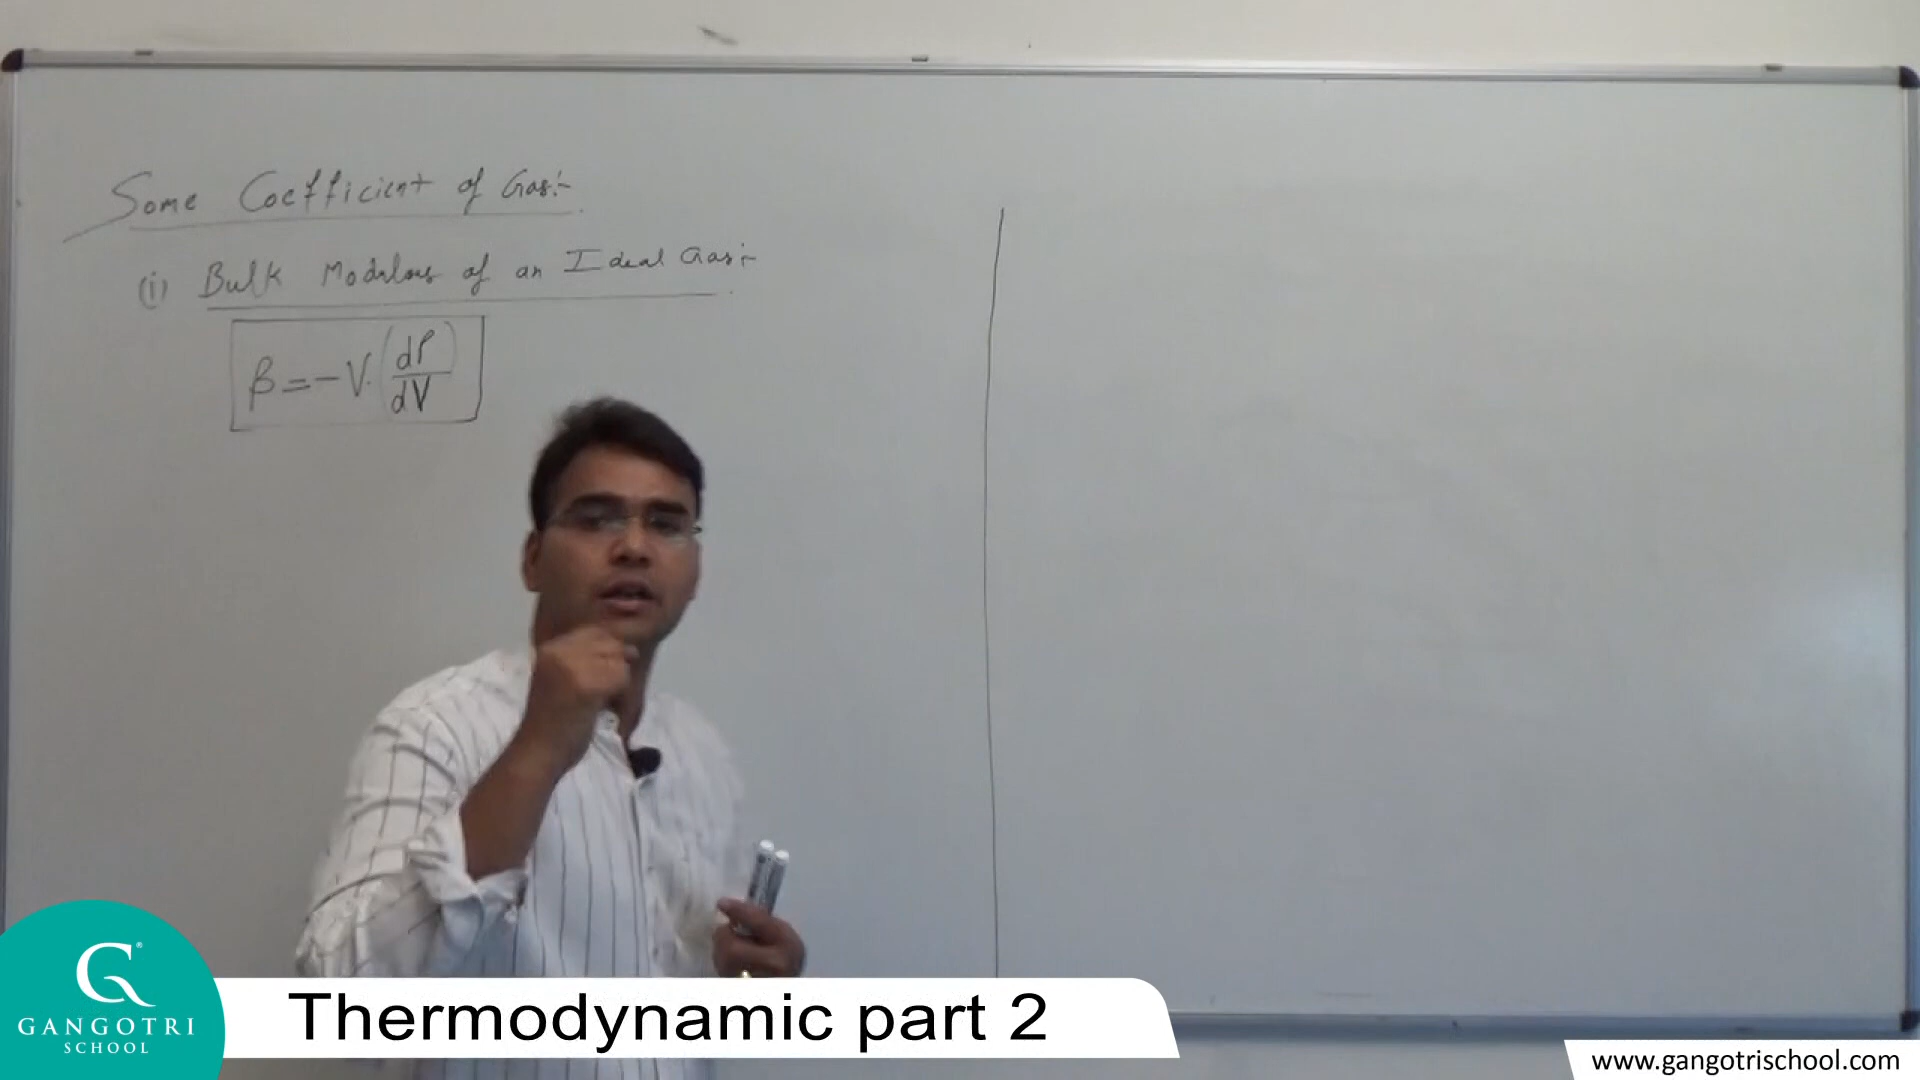 Some Coefficient of Gas:-
(i) Bulk Modulous of an Ideal Gas:-
β = -V. (dP/dV)
GANGOTRI
SCHOOL
Thermodynamic part 2
www.gangotrischool.com